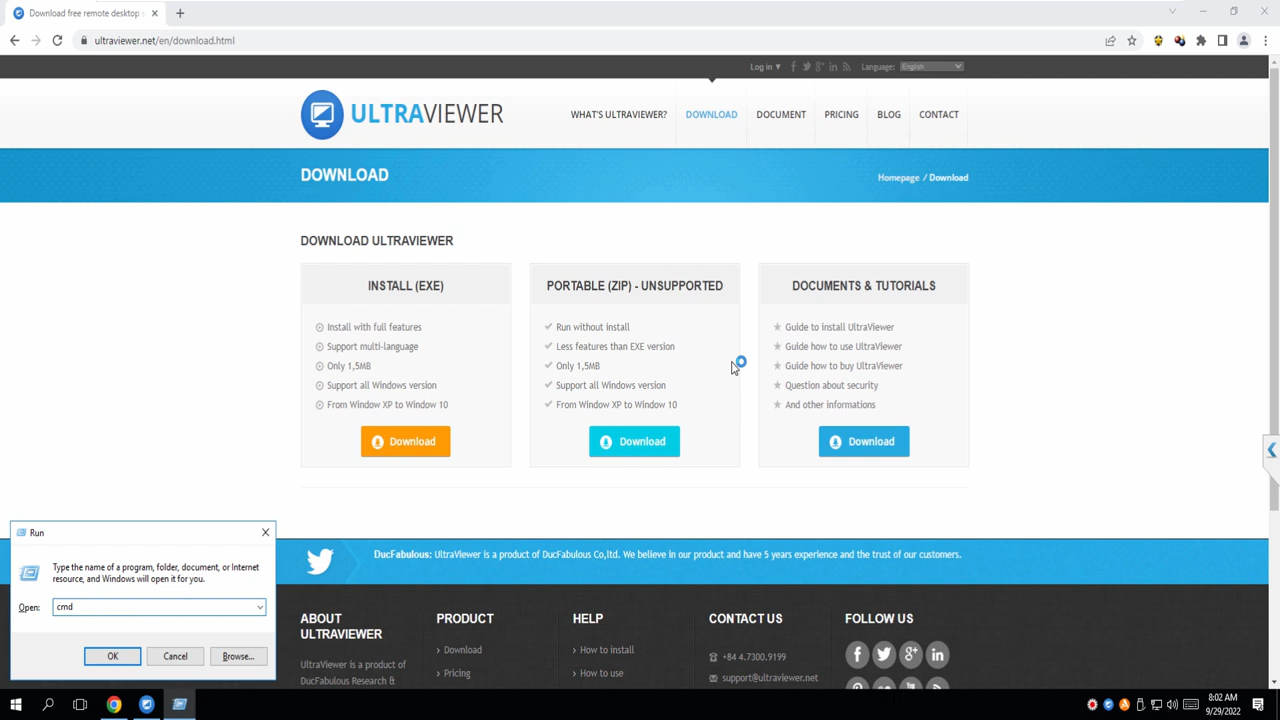 Download free remote desktop s
ultraviewer.net/en/download.html
Log in ▾
Language: English
ULTRAVIEWER
WHAT'S ULTRAVIEWER?
DOWNLOAD
DOCUMENT
PRICING
BLOG
CONTACT
DOWNLOAD
Homepage / Download
DOWNLOAD ULTRAVIEWER
INSTALL (EXE)
Install with full features
Support multi-language
Only 1,5MB
Support all Windows version
From Window XP to Window 10
Download
PORTABLE (ZIP) - UNSUPPORTED
Run without install
Less features than EXE version
Only 1,5MB
Support all Windows version
From Window XP to Window 10
Download
DOCUMENTS & TUTORIALS
Guide to install UltraViewer
Guide how to use UltraViewer
Guide how to buy UltraViewer
Question about security
And other informations
Download
DucFabulous: UltraViewer is a product of DucFabulous Co,ltd. We believe in our product and have 5 years experience and the trust of our customers.
Run
Type the name of a program, folder, document, or Internet
resource, and Windows will open it for you.
Open: cmd
OK
Cancel
Browse...
ABOUT
ULTRAVIEWER
UltraViewer is a product of
DucFabulous Research &
PRODUCT
Download
Pricing
HELP
How to install
How to use
CONTACT US
+84 4.7300.9199
support@ultraviewer.net
FOLLOW US
8:02 AM
9/29/2022